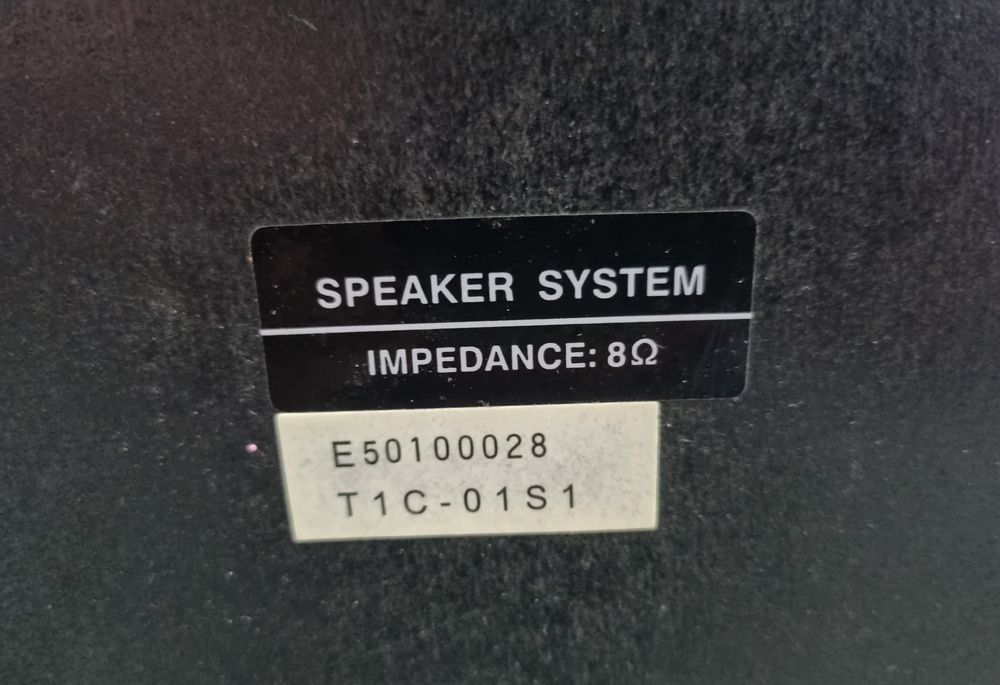 SPEAKER SYSTEM
IMPEDANCE: 8Ω
E50100028
T1C-01S1